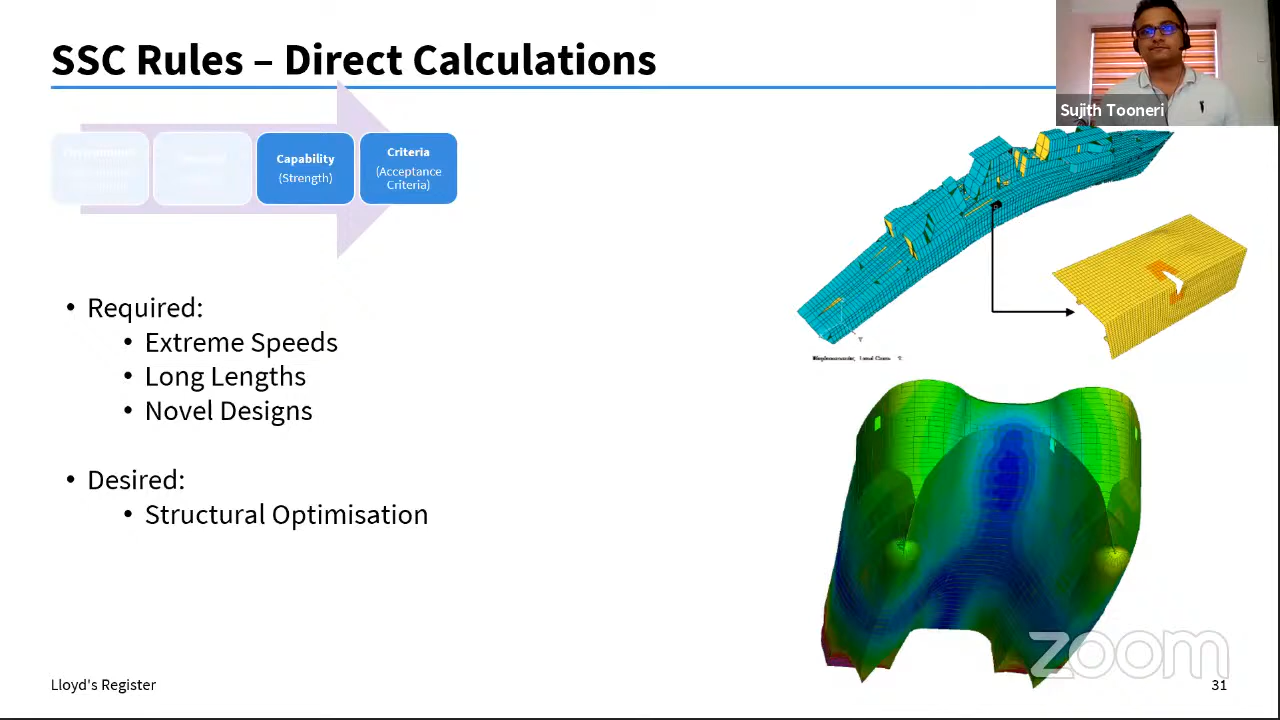 SSC Rules – Direct Calculations
Sujith Tooneri
Capability
(Strength)
Criteria
(Acceptance
Criteria)
• Required:
• Extreme Speeds
• Long Lengths
• Novel Designs
• Desired:
• Structural Optimisation
zoom
Lloyd's Register
31